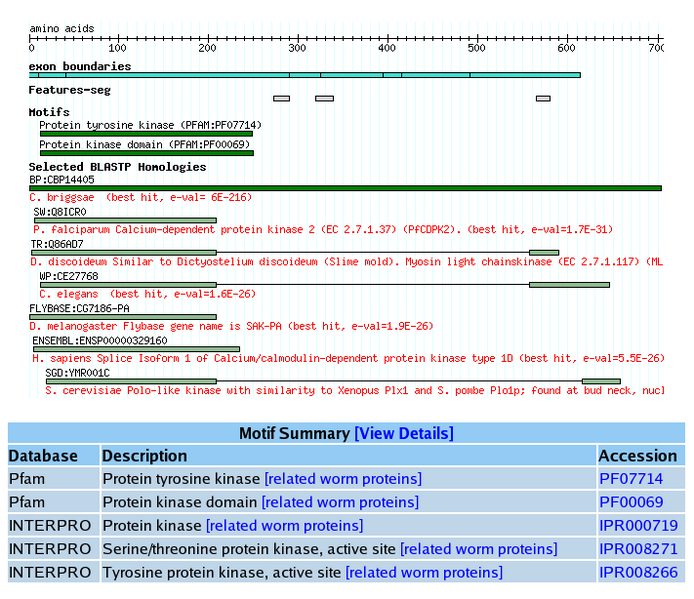 amino acids
0 100 200 300 400 500 600 700
exon boundaries
Features-seg
Motifs
Protein tyrosine kinase (PFAM:PF07714)
Protein kinase domain (PFAM:PF00069)
Selected BLASTP Homologies
BP:CBP14405
C. briggsae (best hit, e-val= 6E-216)
SW:Q8ICR0
P. falciparum Calcium-dependent protein kinase 2 (EC 2.7.1.37) (PfCDPK2). (best hit, e-val=1.7E-31)
TR:Q86AD7
D. discoideum Similar to Dictyostelium discoideum (Slime mold). Myosin light chainskinase (EC 2.7.1.117) (ML
WP:CE27768
C. elegans (best hit, e-val=1.6E-26)
FLYBASE:CG7186-PA
D. melanogaster Flybase gene name is SAK-PA (best hit, e-val=1.9E-26)
ENSEMBL:ENSP00000329160
H. sapiens Splice Isoform 1 of Calcium/calmodulin-dependent protein kinase type 1D (best hit, e-val=5.5E-26)
SGD:YMR001C
S. cerevisiae Polo-like kinase with similarity to Xenopus Plx1 and S. pombe Plo1p; found at bud neck, nucl
Motif Summary [View Details]
Database Description Accession
Pfam Protein tyrosine kinase [related worm proteins] PF07714
Pfam Protein kinase domain [related worm proteins] PF00069
INTERPRO Protein kinase [related worm proteins] IPR000719
INTERPRO Serine/threonine protein kinase, active site [related worm proteins] IPR008271
INTERPRO Tyrosine protein kinase, active site [related worm proteins] IPR008266